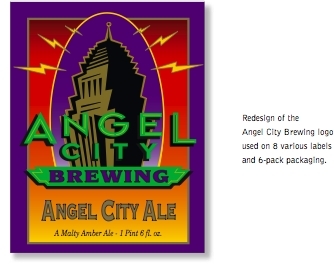 ANGEL
CITY
BREWING
ANGEL CITY ALE
A Malty Amber Ale - 1 Pint 6 fl. oz.
Redesign of the
Angel City Brewing logo
used on 8 various labels
and 6-pack packaging.